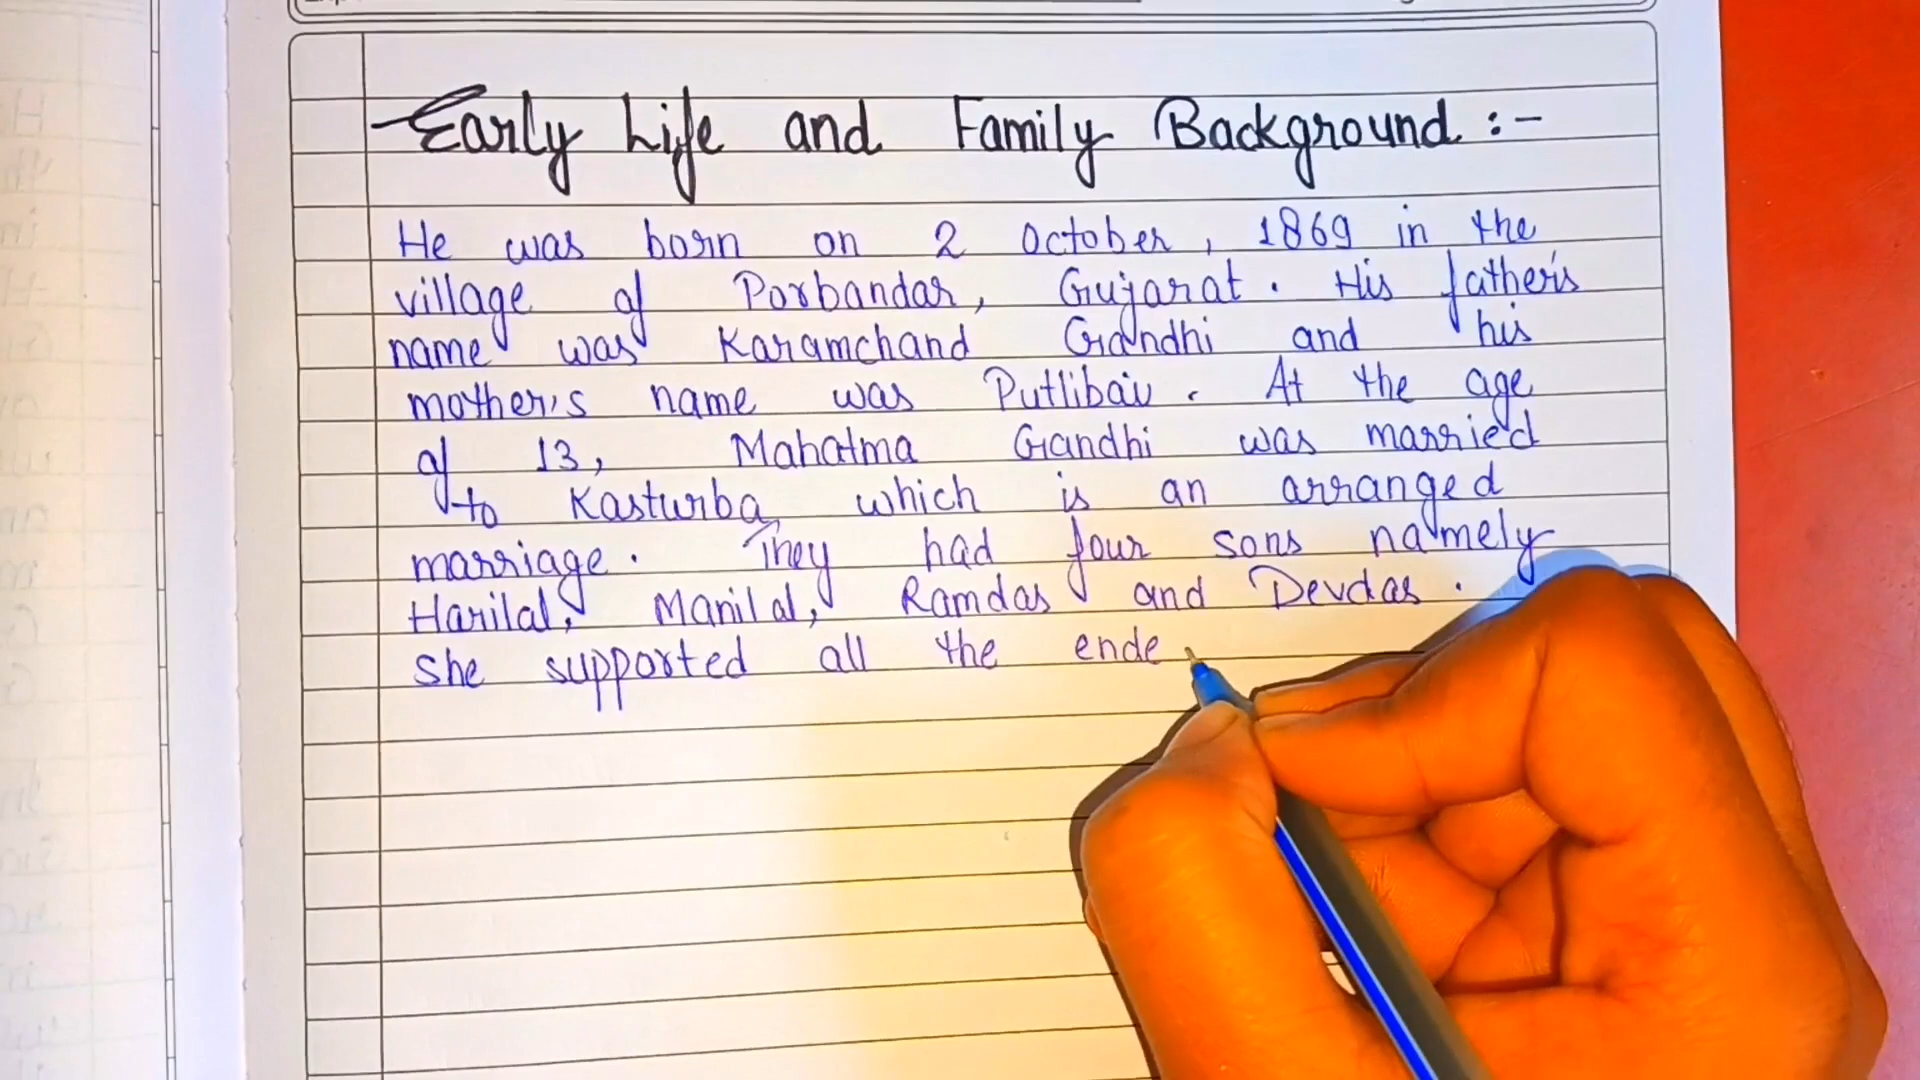 Early Life and Family Background :-
He was born on 2 October, 1869 in the
village of Porbandar, Gujarat. His father's
name was Karamchand Gandhi and his
mother's name was Putlibai. At the age
of 13, Mahatma Gandhi was married
to Kasturba which is an arranged
marriage. They had four sons namely
Harilal, Manilal, Ramdas and Devdas.
she supported all the ende